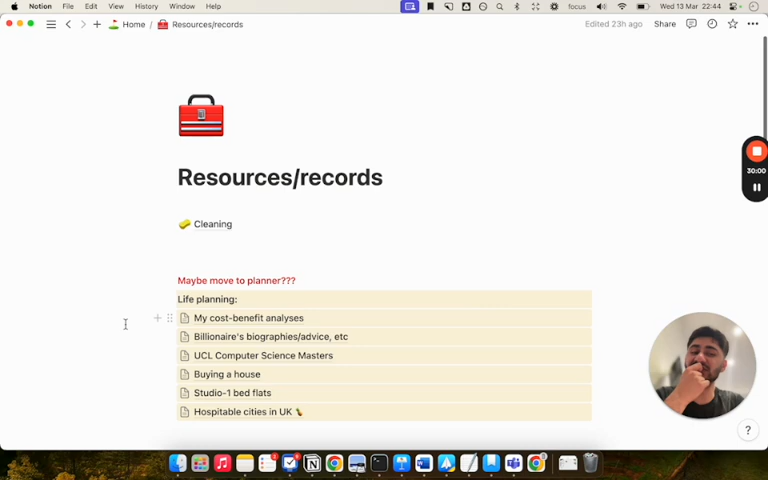 Notion File Edit View History Window Help focus Wed 13 Mar 22:44
Home / Resources/records Edited 23h ago Share
Resources/records
Cleaning
30:00
Maybe move to planner???
Life planning:
My cost-benefit analyses
Billionaire's biographies/advice, etc
UCL Computer Science Masters
Buying a house
Studio-1 bed flats
Hospitable cities in UK
?